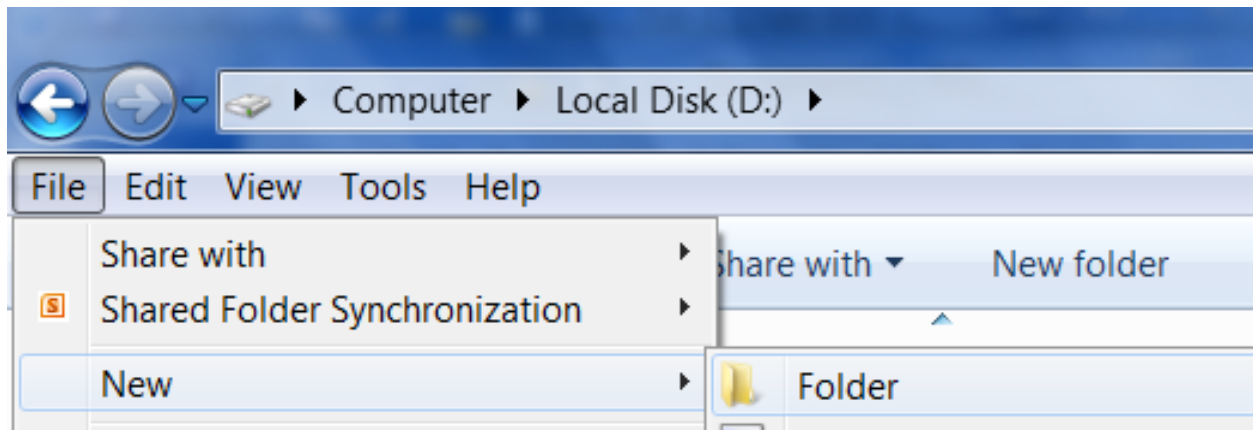 Computer Local Disk (D:)
File Edit View Tools Help
Share with
Share with New folder
S Shared Folder Synchronization
New
Folder